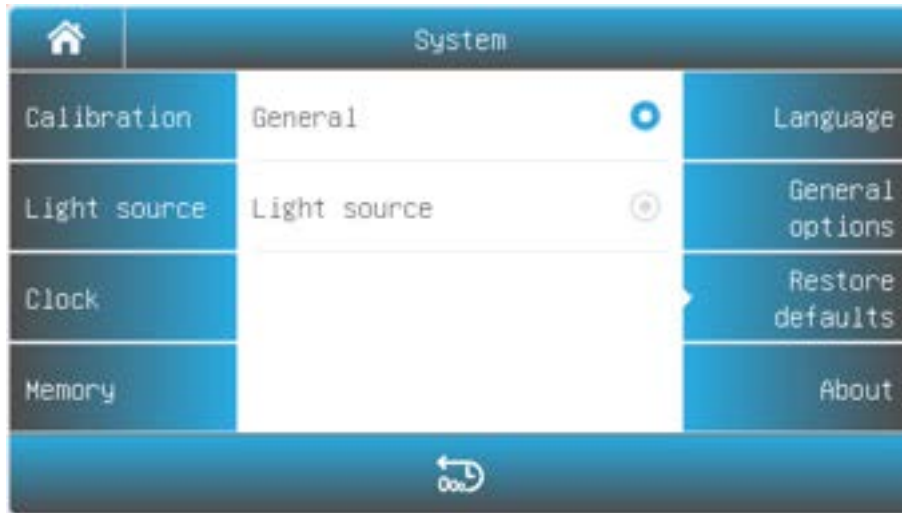 System
Calibration
General
Language
Light source
Light source
General
options
Clock
Restore
defaults
Memory
About